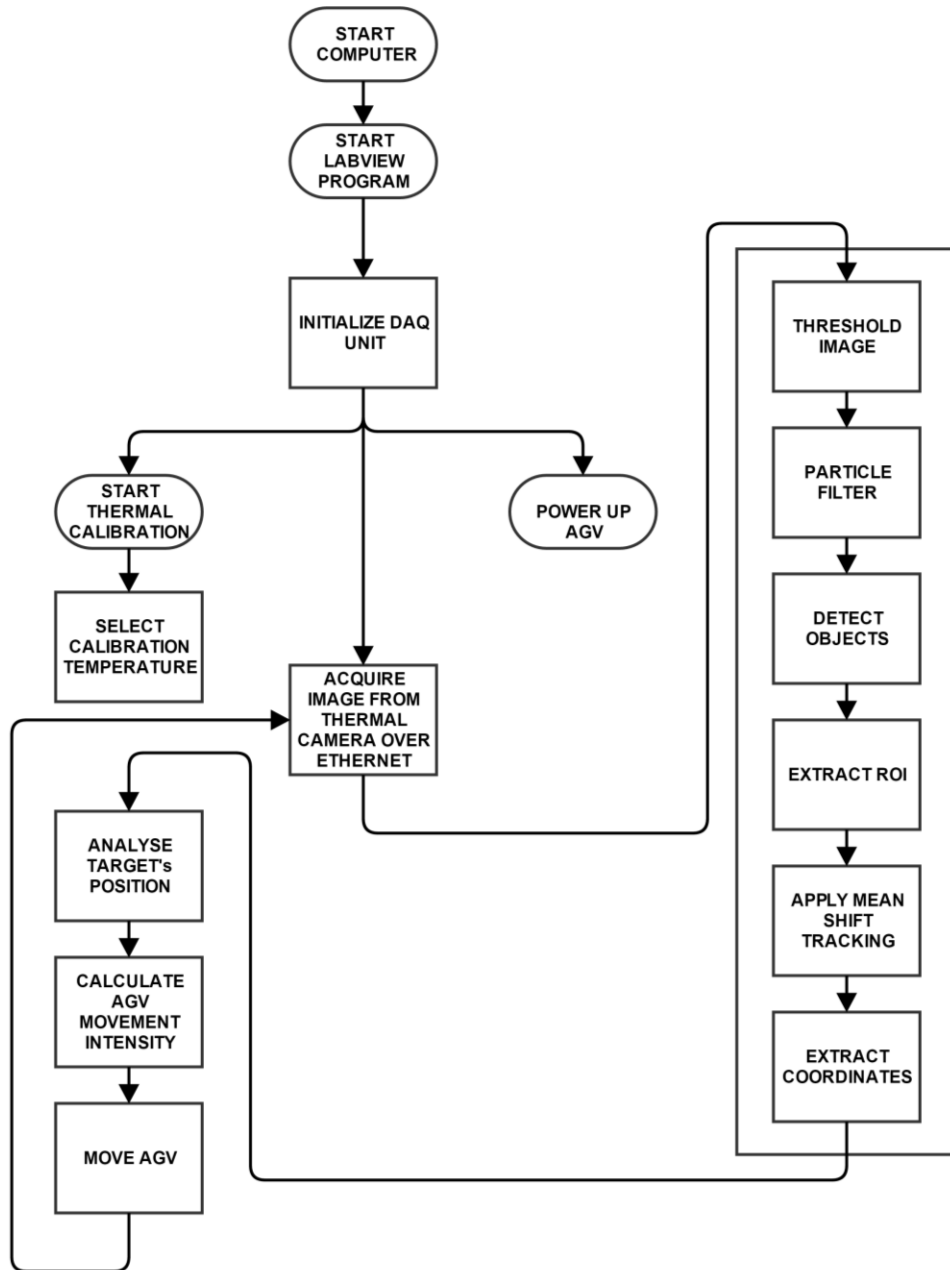 START
COMPUTER
START
LABVIEW
PROGRAM
INITIALIZE DAQ
UNIT
START
THERMAL
CALIBRATION
SELECT
CALIBRATION
TEMPERATURE
POWER UP
AGV
ACQUIRE
IMAGE FROM
THERMAL
CAMERA OVER
ETHERNET
THRESHOLD
IMAGE
PARTICLE
FILTER
DETECT
OBJECTS
EXTRACT ROI
APPLY MEAN
SHIFT
TRACKING
EXTRACT
COORDINATES
ANALYSE
TARGET's
POSITION
CALCULATE
AGV
MOVEMENT
INTENSITY
MOVE AGV